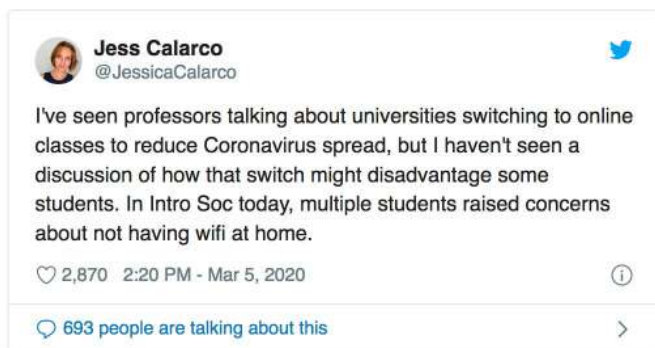 Jess Calarco
@JessicaCalarco
I've seen professors talking about universities switching to online
classes to reduce Coronavirus spread, but I haven't seen a
discussion of how that switch might disadvantage some
students. In Intro Soc today, multiple students raised concerns
about not having wifi at home.
2,870 2:20 PM - Mar 5, 2020
693 people are talking about this